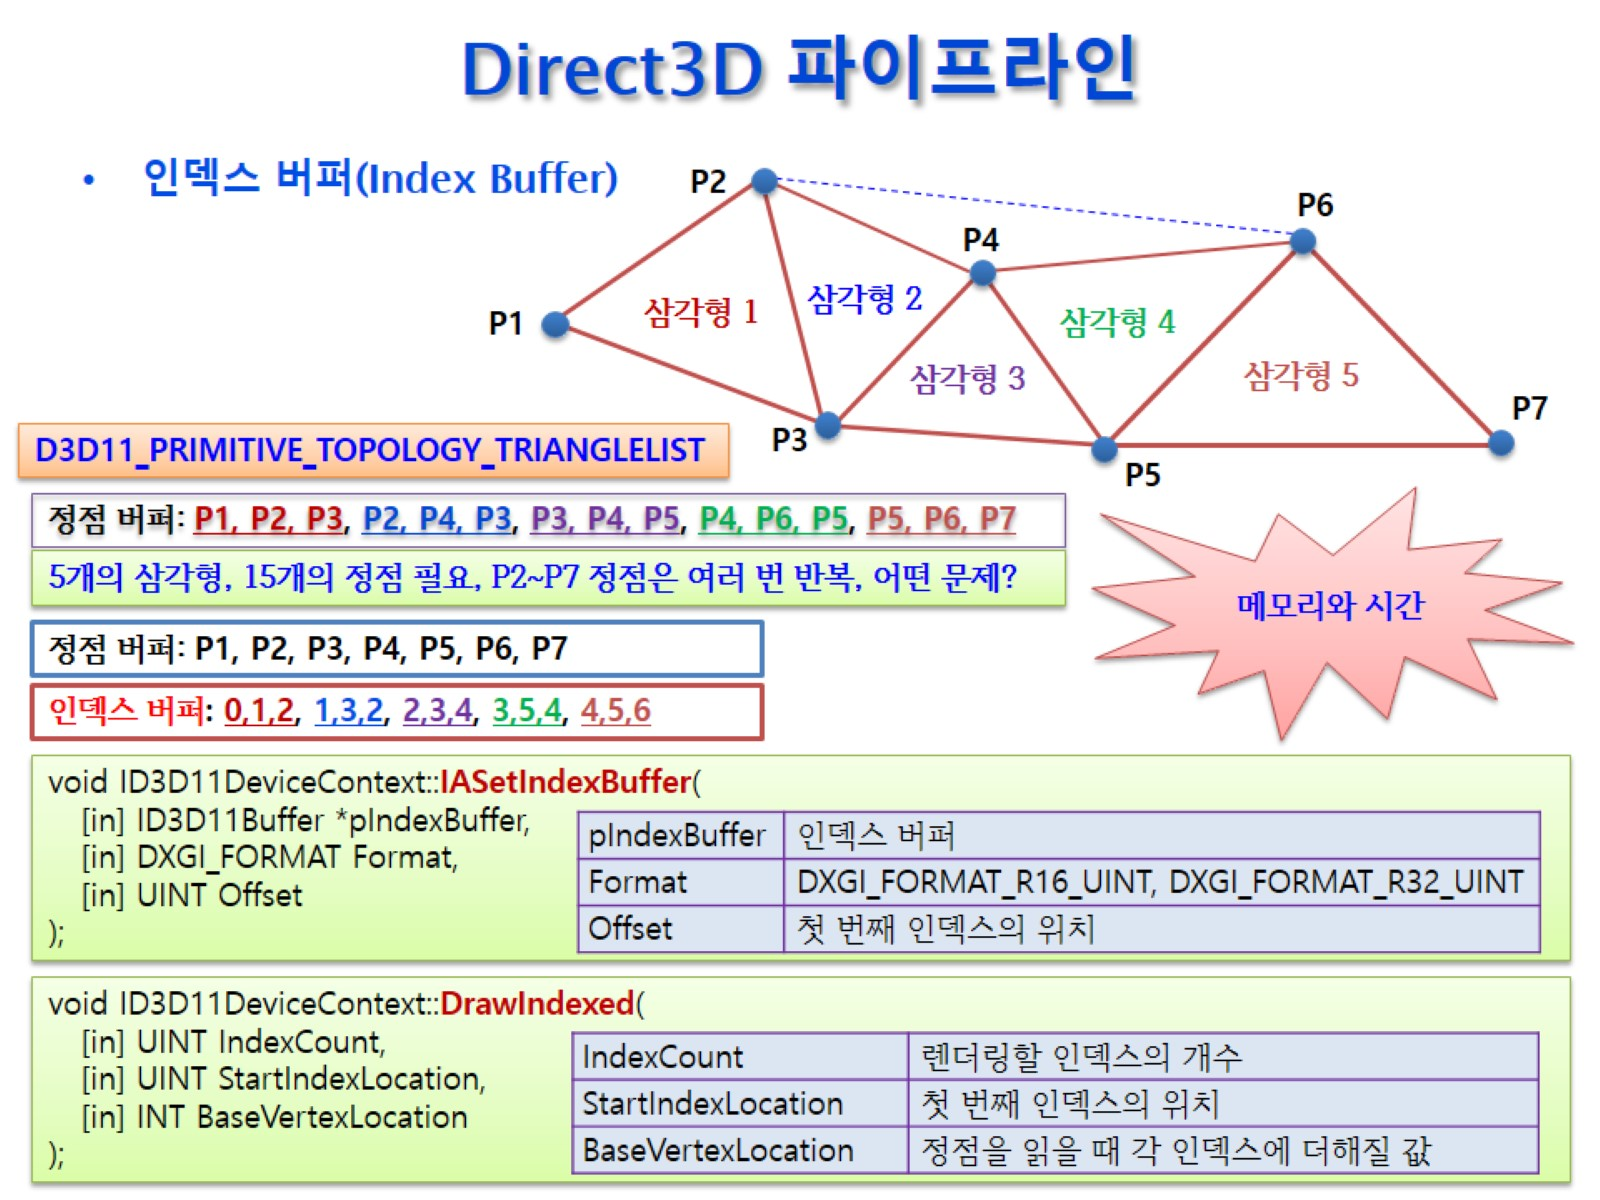 Direct3D 파이프라인
• 인덱스 버퍼(Index Buffer)
P2
P6
P4
P1
삼각형 1
삼각형 2
삼각형 3
삼각형 4
삼각형 5
P7
P3
P5
D3D11_PRIMITIVE_TOPOLOGY_TRIANGLELIST
정점 버퍼: P1, P2, P3, P2, P4, P3, P3, P4, P5, P4, P6, P5, P5, P6, P7
5개의 삼각형, 15개의 정점 필요, P2~P7 정점은 여러 번 반복, 어떤 문제?
메모리와 시간
정점 버퍼: P1, P2, P3, P4, P5, P6, P7
인덱스 버퍼: 0,1,2, 1,3,2, 2,3,4, 3,5,4, 4,5,6
void ID3D11DeviceContext::IASetIndexBuffer(
[in] ID3D11Buffer *pIndexBuffer,
[in] DXGI_FORMAT Format,
[in] UINT Offset
);
pIndexBuffer 인덱스 버퍼
Format DXGI_FORMAT_R16_UINT, DXGI_FORMAT_R32_UINT
Offset 첫 번째 인덱스의 위치
void ID3D11DeviceContext::DrawIndexed(
[in] UINT IndexCount,
[in] UINT StartIndexLocation,
[in] INT BaseVertexLocation
);
IndexCount 렌더링할 인덱스의 개수
StartIndexLocation 첫 번째 인덱스의 위치
BaseVertexLocation 정점을 읽을 때 각 인덱스에 더해질 값